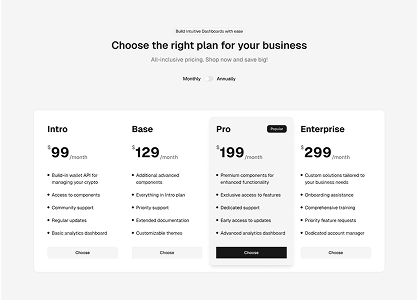 Build intuitive Dashboards with ease
Choose the right plan for your business
All-inclusive pricing. Shop now and save big!
Monthly Annually
Intro
$99/month
Build-in wallet API for
managing your crypto
Access to components
Community support
Regular updates
Basic analytics dashboard
Choose
Base
$129/month
Additional advanced
components
Everything in Intro plan
Priority support
Extended documentation
Customizable themes
Choose
Pro
Popular
$199/month
Premium components for
enhanced functionality
Exclusive access to features
Dedicated support
Early access to updates
Advanced analytics dashboard
Choose
Enterprise
$299/month
Custom solutions tailored to
your business needs
Onboarding assistance
Comprehensive training
Priority feature requests
Dedicated account manager
Choose